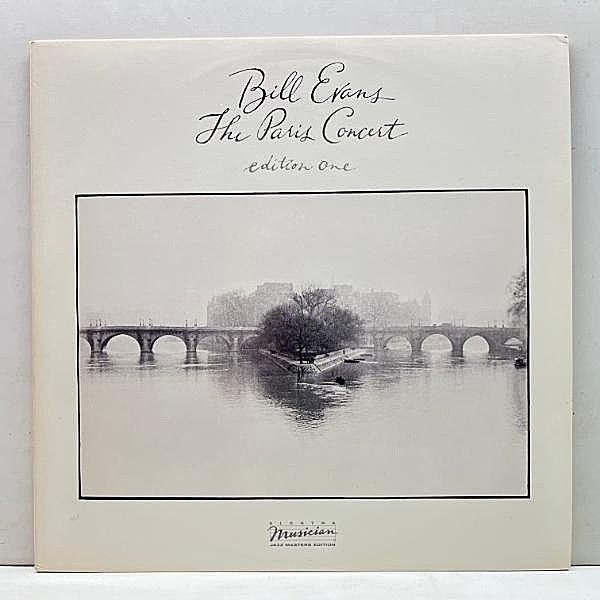 Bill Evans
The Paris Concert
edition one
ELEKTRA
Musician
JAZZ MASTERS EDITION